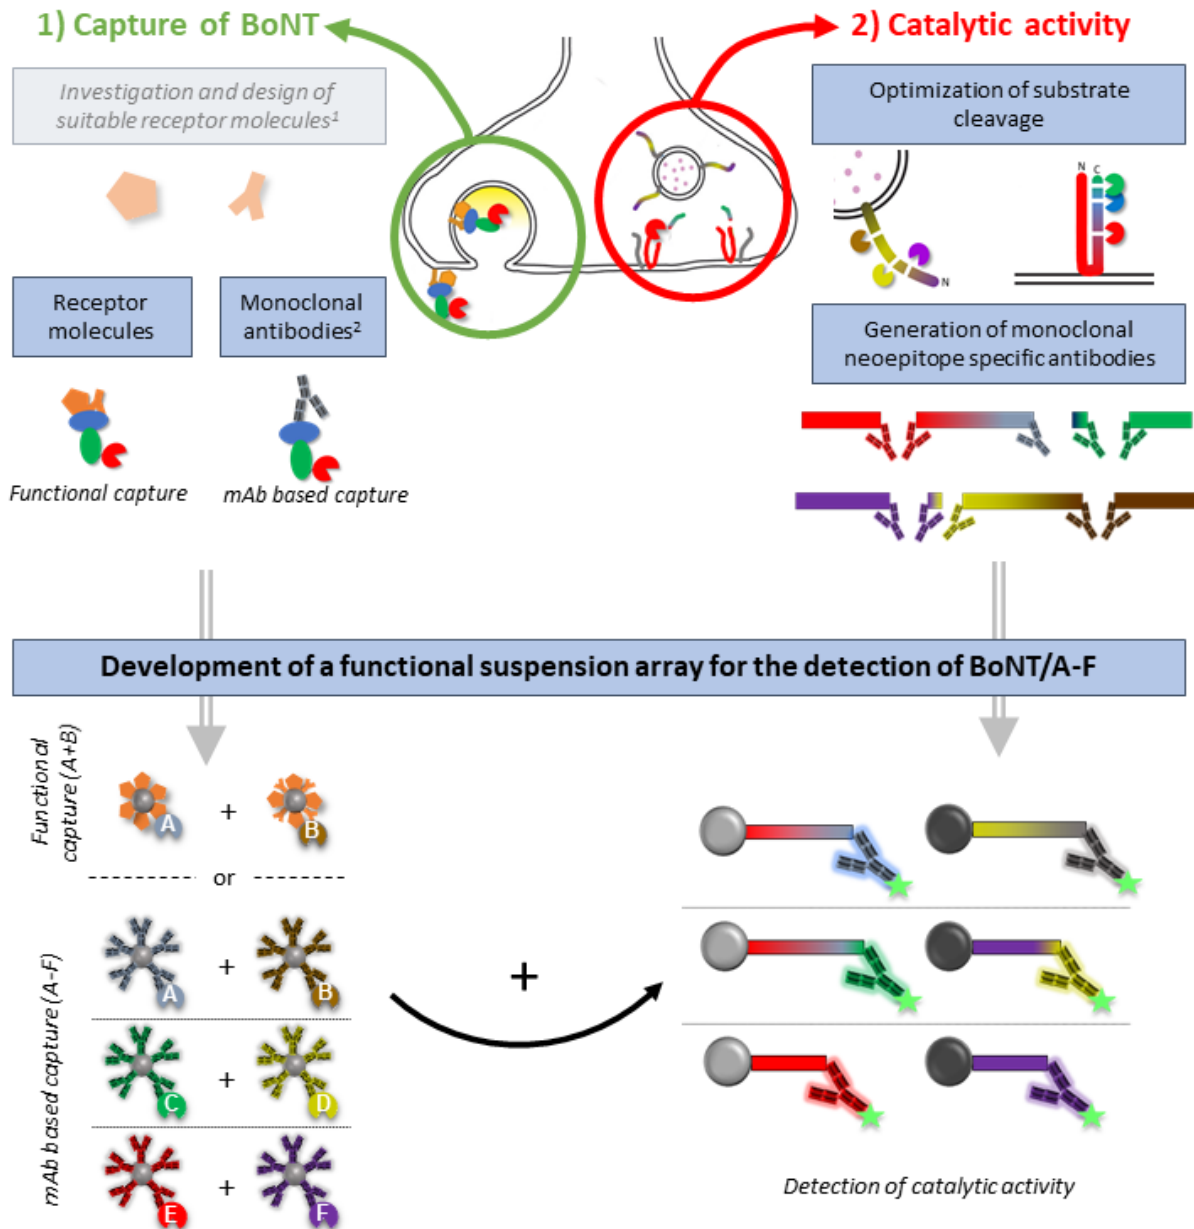 1) Capture of BoNT
2) Catalytic activity
Investigation and design of
suitable receptor molecules¹
Receptor
molecules
Monoclonal
antibodies²
Functional capture
mAb based capture
Optimization of substrate
cleavage
N
N
C
Generation of monoclonal
neoepitope specific antibodies
Development of a functional suspension array for the detection of BoNT/A-F
Functional
capture (A+B)
A
+
B
or
mAb based capture (A-F)
A
+
B
C
+
D
E
+
F
+
Detection of catalytic activity